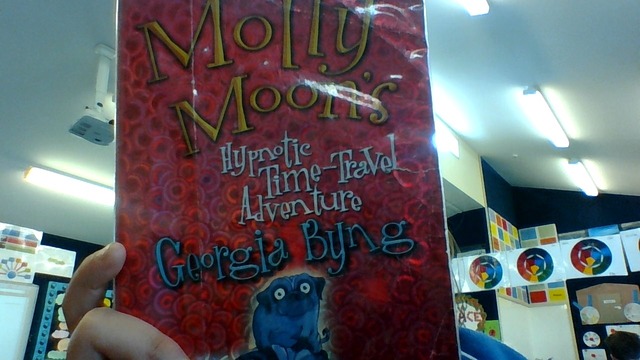 Molly
Moon's
Hypnotic
Time-Travel
Adventure
Georgia Byng